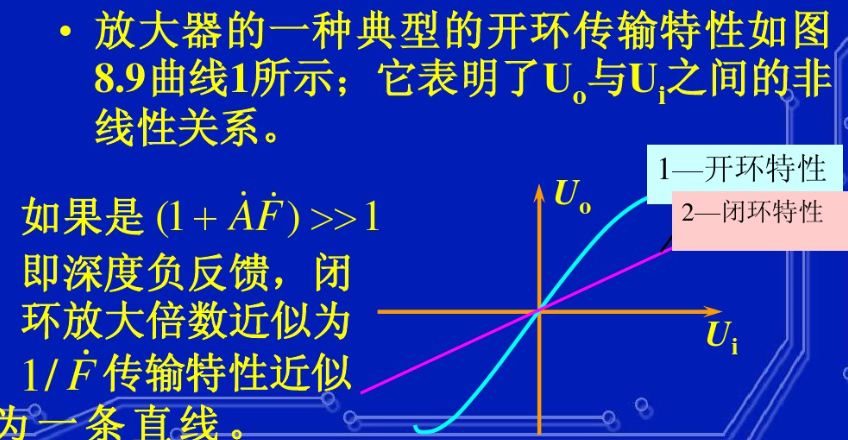 • 放大器的一种典型的开环传输特性如图
8.9曲线1所示；它表明了Uo与Ui之间的非
线性关系。
1—开环特性
2—闭环特性
Uo
如果是 (1 + ȦḞ) >> 1
即深度负反馈，闭
环放大倍数近似为
Ui
1/ Ḟ 传输特性近似
为一条直线。